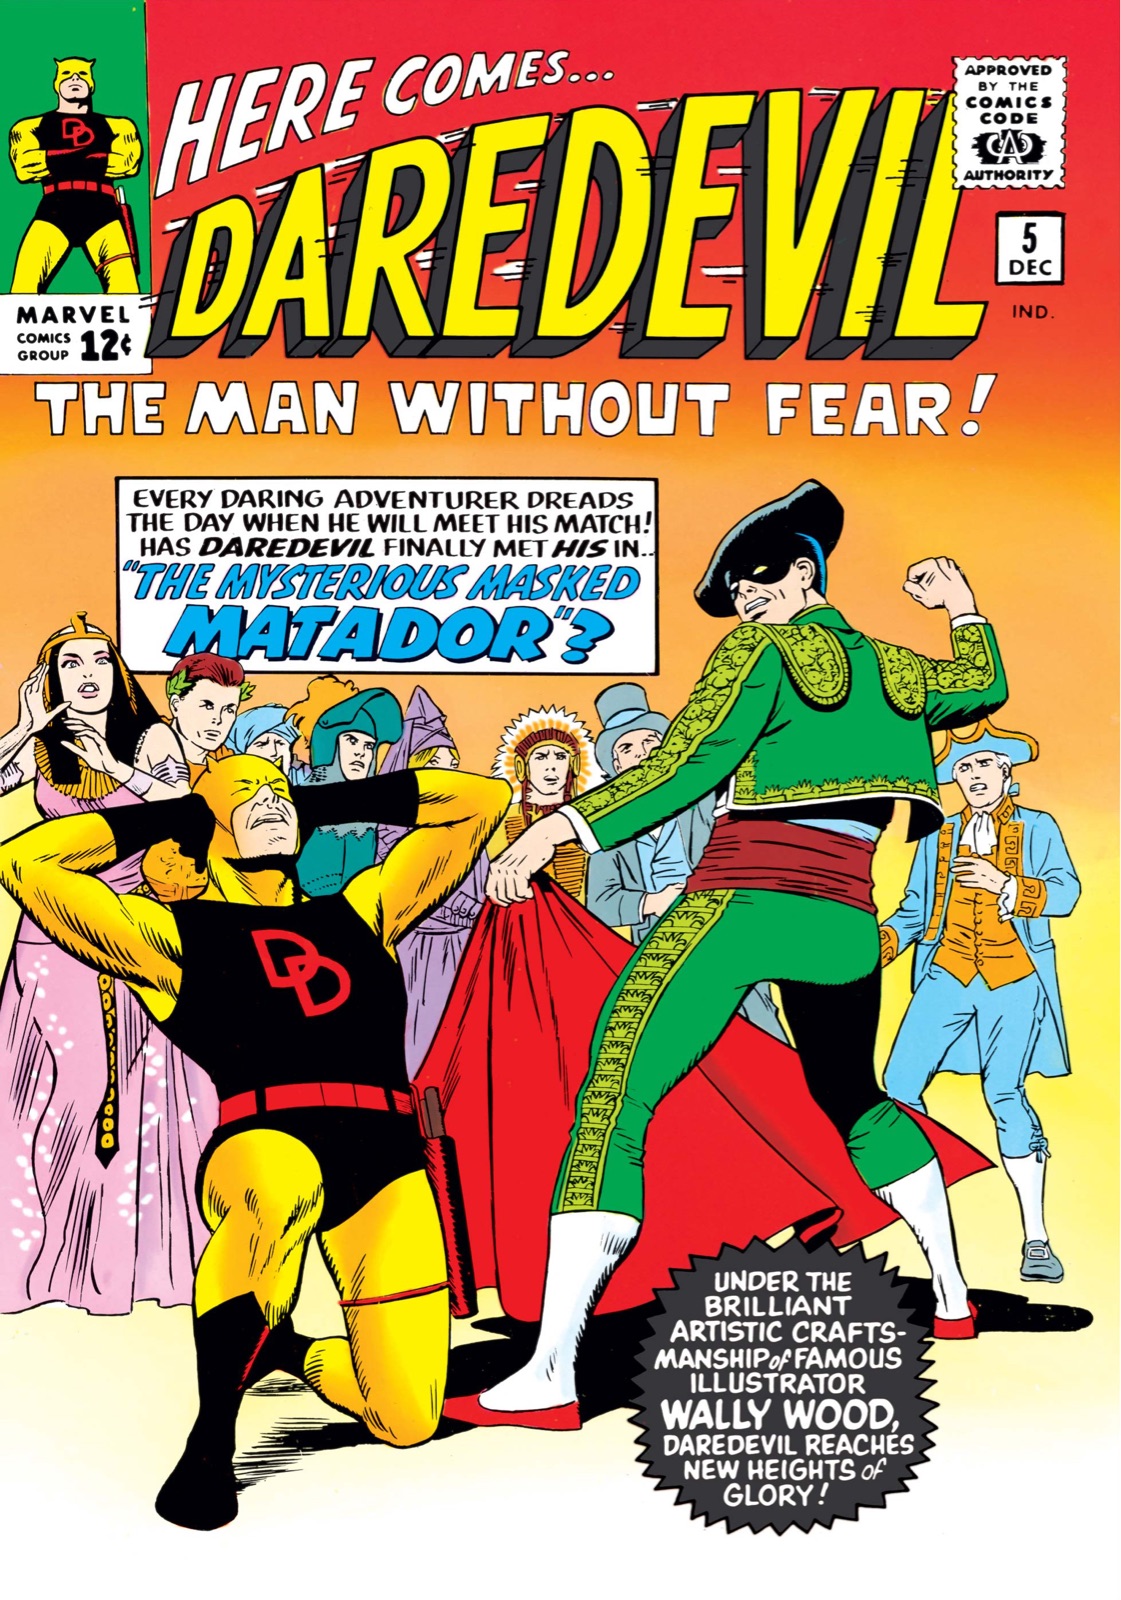 HERE COMES...
DAREDEVIL
APPROVED
BY THE
COMICS
CODE
CA
AUTHORITY
5
DEC
IND.
DD
MARVEL
COMICS
GROUP 12¢
THE MAN WITHOUT FEAR!
EVERY DARING ADVENTURER DREADS
THE DAY WHEN HE WILL MEET HIS MATCH!
HAS DAREDEVIL FINALLY MET HIS IN..
"THE MYSTERIOUS MASKED
MATADOR"?
DD
UNDER THE
BRILLIANT
ARTISTIC CRAFTS-
MANSHIP of FAMOUS
ILLUSTRATOR
WALLY WOOD,
DAREDEVIL REACHES
NEW HEIGHTS of
GLORY!